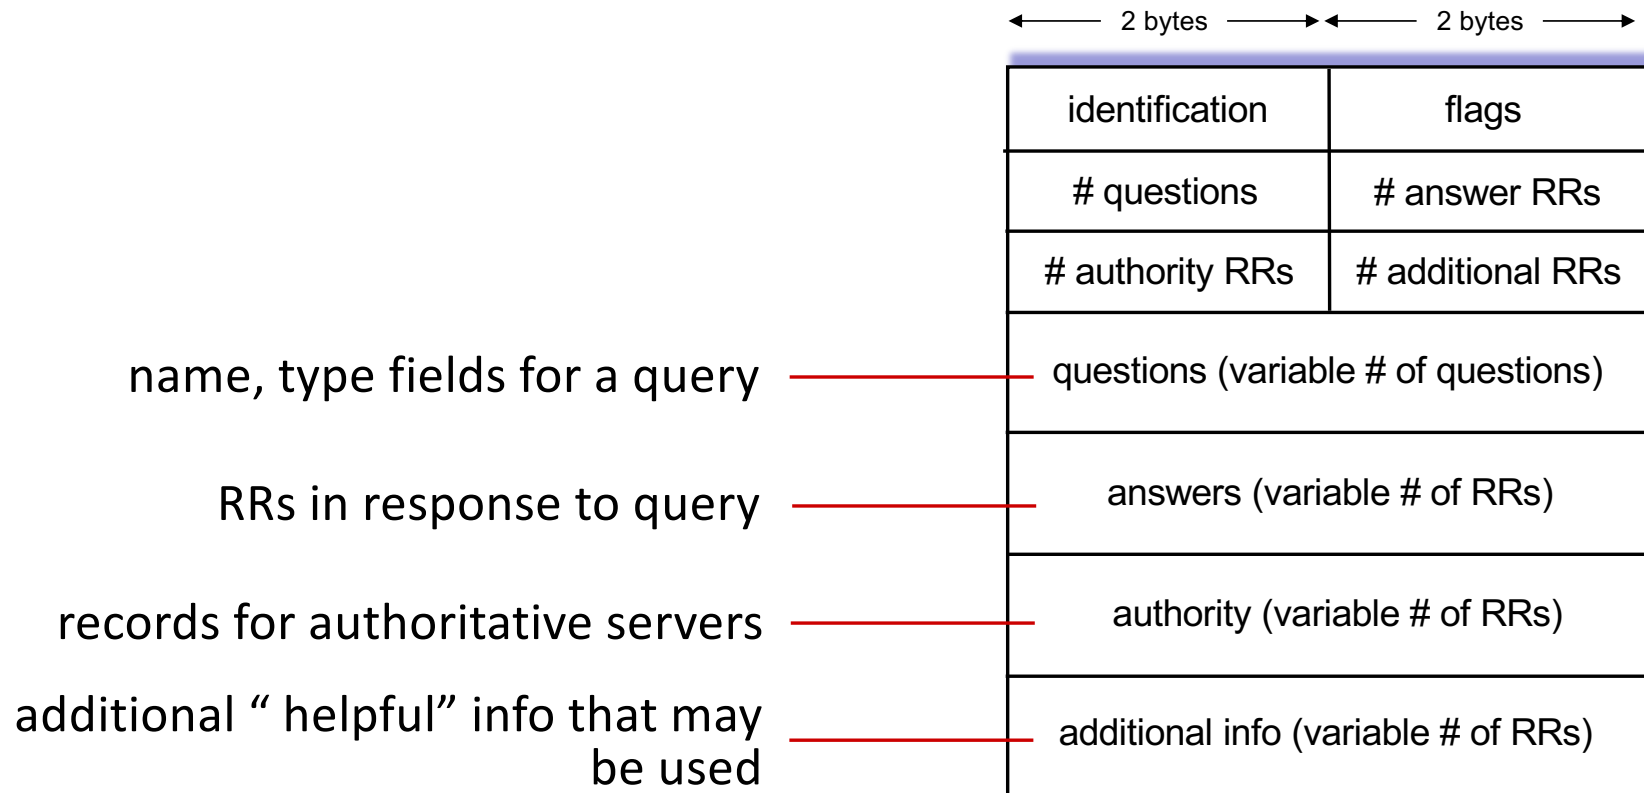 2 bytes 2 bytes
identification flags
# questions # answer RRs
# authority RRs # additional RRs
name, type fields for a query questions (variable # of questions)
RRs in response to query answers (variable # of RRs)
records for authoritative servers authority (variable # of RRs)
additional “ helpful” info that may
be used
additional info (variable # of RRs)